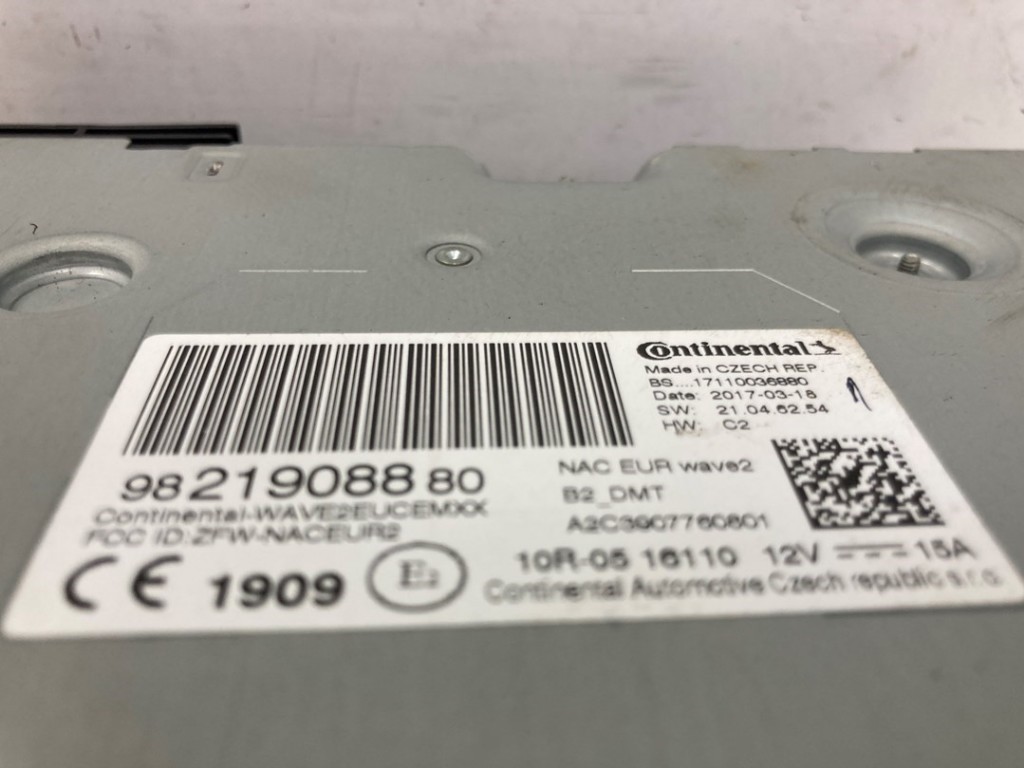 Continental
Made in CZECH REP.
BS....17110036880
Date: 2017-03-18
SW: 21.04.62.54
HW: C2
98 219088 80
NAC EUR wave2
Continental-WAVE2EUCEMXX
B2_DMT
FCC ID:ZFW-NACEUR2
A2C3907760801
CE 1909
10R-05 16110 12V 15A
Continental Automotive Czech republic s.r.o.